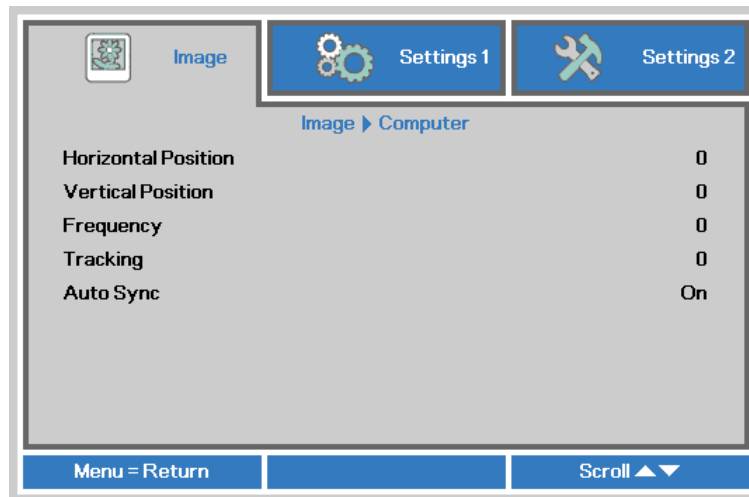 Image Settings 1 Settings 2
Image ▶ Computer
Horizontal Position 0
Vertical Position 0
Frequency 0
Tracking 0
Auto Sync On
Menu = Return Scroll ▲▼